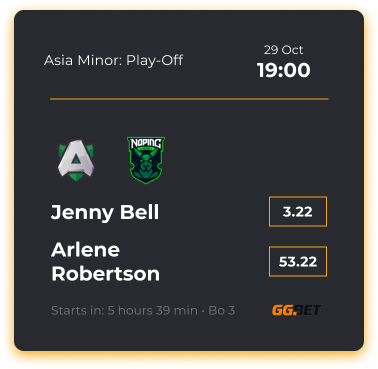 Asia Minor: Play-Off
29 Oct
19:00
NOPING
Jenny Bell
3.22
Arlene
Robertson
53.22
Starts in: 5 hours 39 min • Bo 3
GG.BET